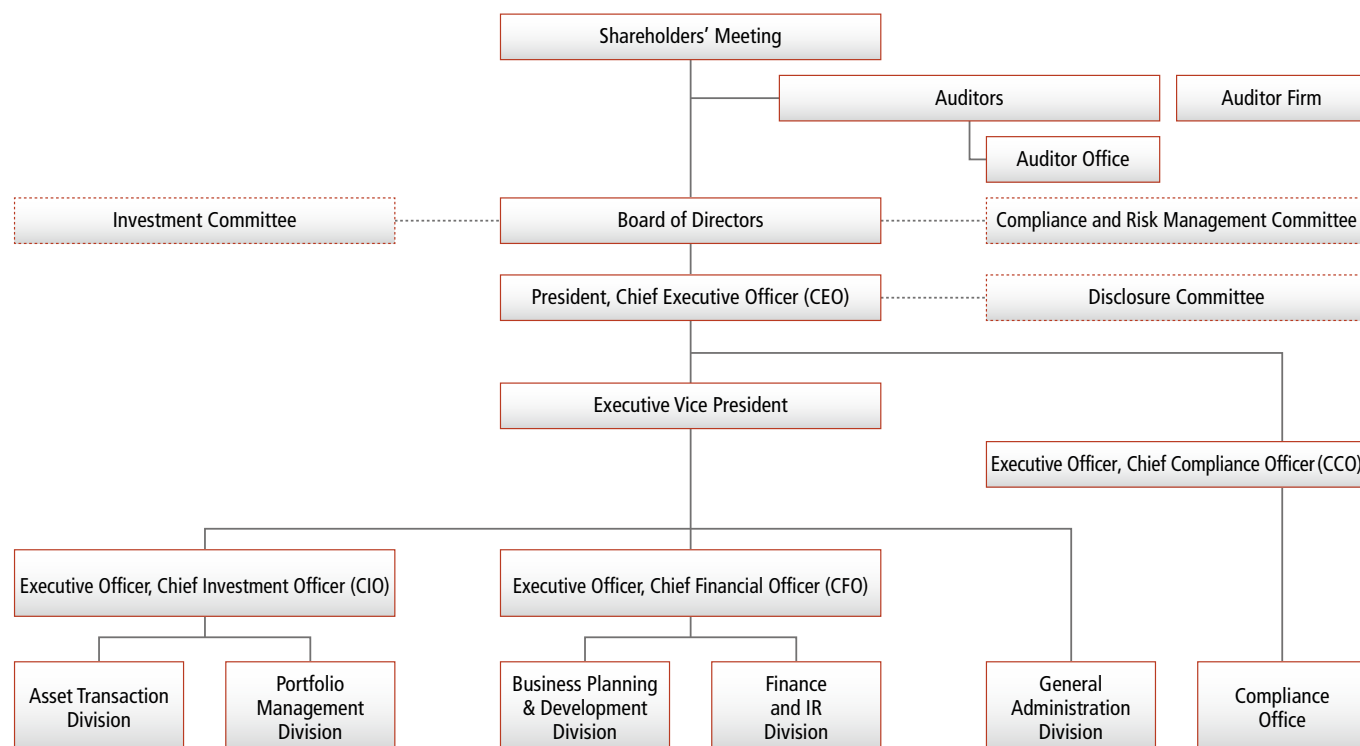 Shareholders' Meeting
Auditors
Auditor Firm
Auditor Office
Investment Committee
Board of Directors
Compliance and Risk Management Committee
President, Chief Executive Officer (CEO)
Disclosure Committee
Executive Vice President
Executive Officer, Chief Compliance Officer (CCO)
Executive Officer, Chief Investment Officer (CIO)
Executive Officer, Chief Financial Officer (CFO)
Asset Transaction
Division
Portfolio
Management
Division
Business Planning
& Development
Division
Finance
and IR
Division
General
Administration
Division
Compliance
Office